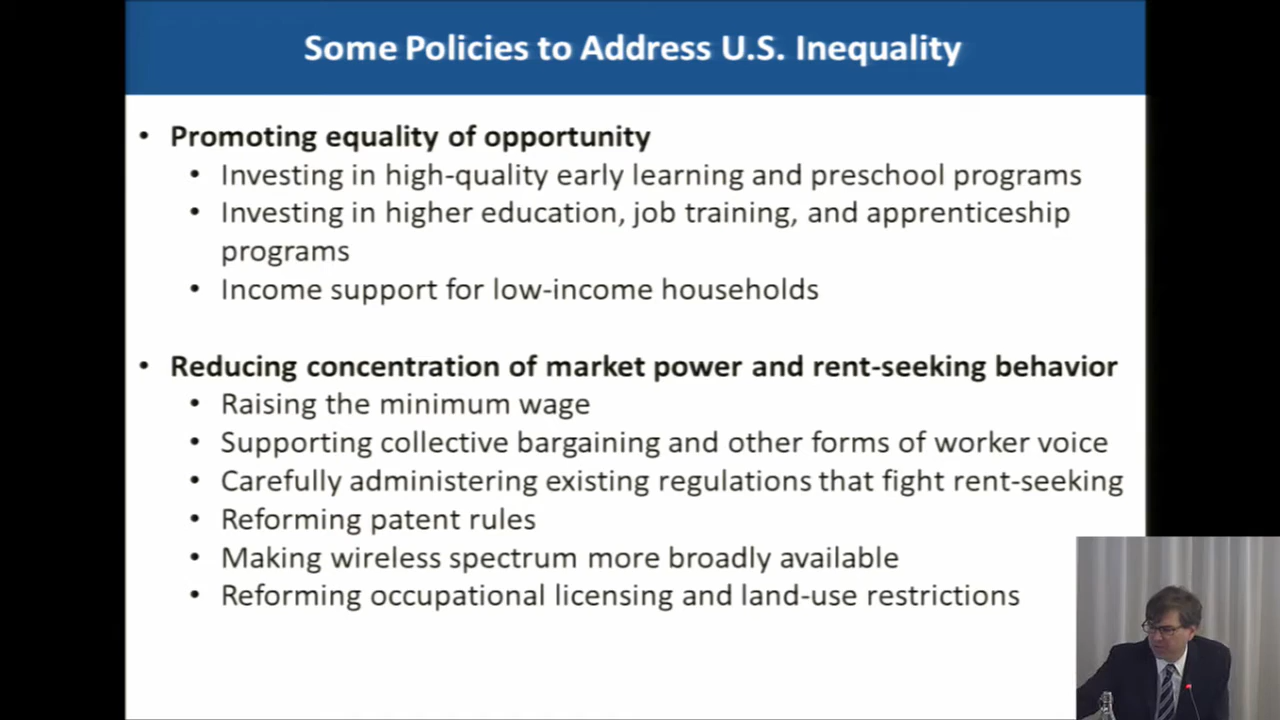 Some Policies to Address U.S. Inequality
• Promoting equality of opportunity
• Investing in high-quality early learning and preschool programs
• Investing in higher education, job training, and apprenticeship
programs
• Income support for low-income households
• Reducing concentration of market power and rent-seeking behavior
• Raising the minimum wage
• Supporting collective bargaining and other forms of worker voice
• Carefully administering existing regulations that fight rent-seeking
• Reforming patent rules
• Making wireless spectrum more broadly available
• Reforming occupational licensing and land-use restrictions